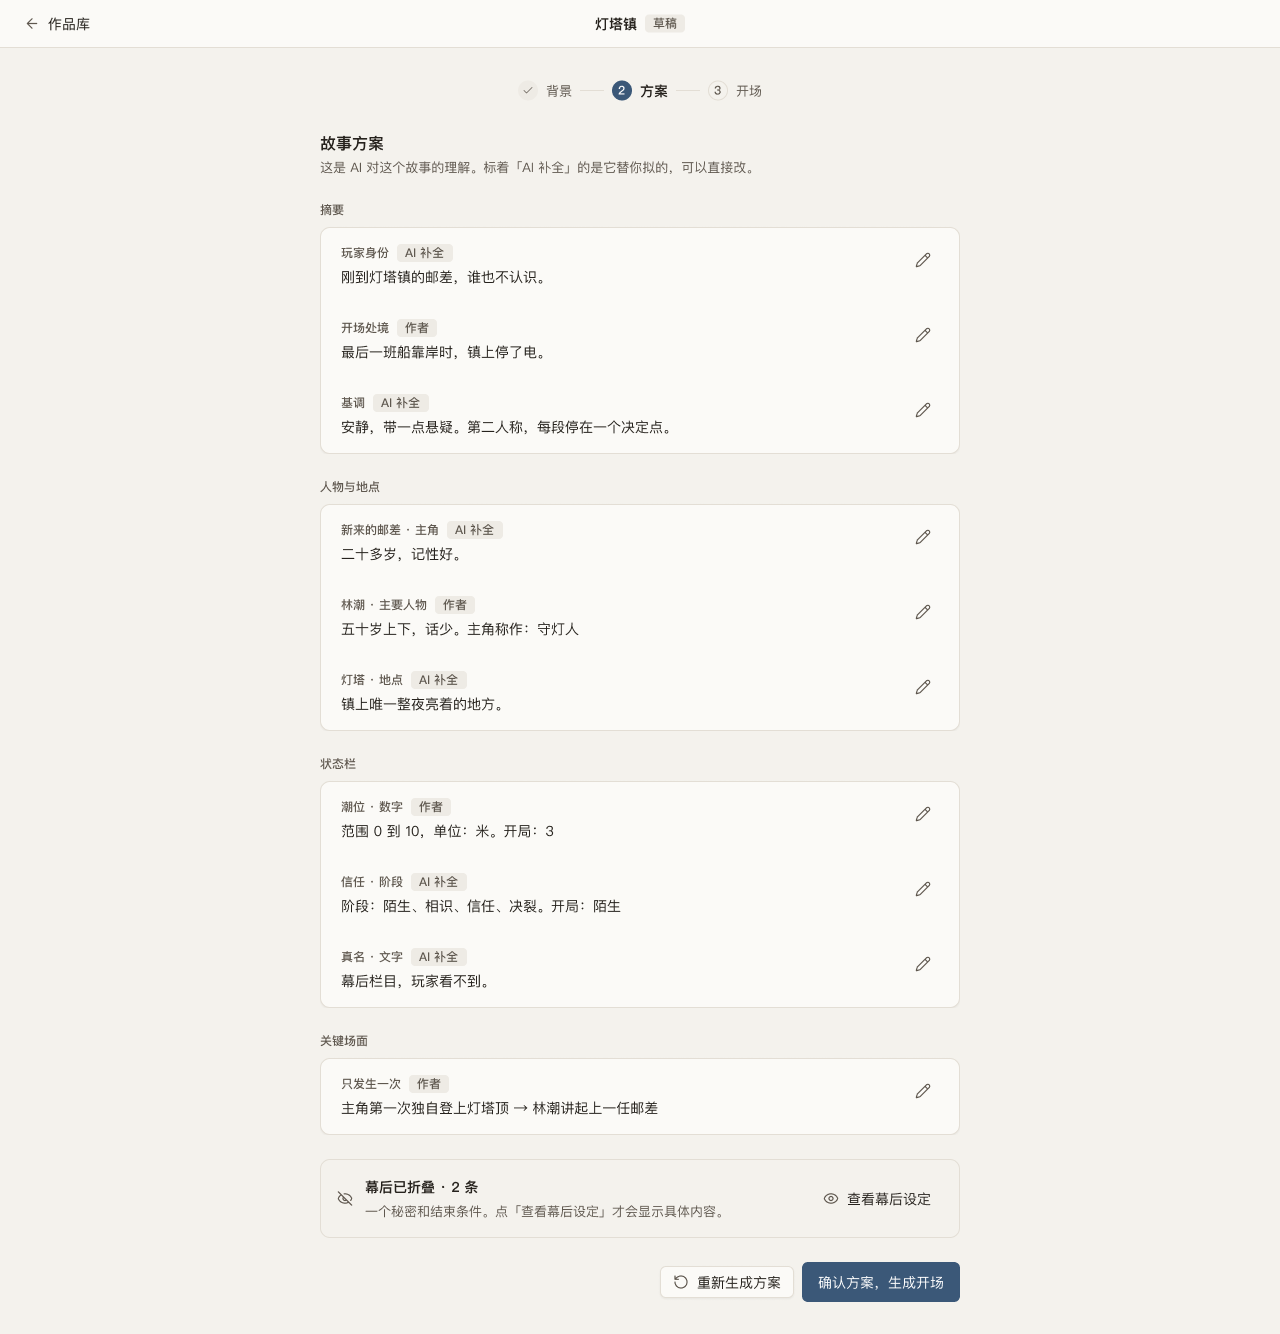 作品库
灯塔镇 草稿
背景 2 方案 3 开场
故事方案
这是 AI 对这个故事的理解。标着「AI 补全」的是它替你拟的，可以直接改。
摘要
玩家身份 AI 补全
刚到灯塔镇的邮差，谁也不认识。
开场处境 作者
最后一班船靠岸时，镇上停了电。
基调 AI 补全
安静，带一点悬疑。第二人称，每段停在一个决定点。
人物与地点
新来的邮差 · 主角 AI 补全
二十多岁，记性好。
林潮 · 主要人物 作者
五十岁上下，话少。主角称作：守灯人
灯塔 · 地点 AI 补全
镇上唯一整夜亮着的地方。
状态栏
潮位 · 数字 作者
范围 0 到 10，单位：米。开局：3
信任 · 阶段 AI 补全
阶段：陌生、相识、信任、决裂。开局：陌生
真名 · 文字 AI 补全
幕后栏目，玩家看不到。
关键场面
只发生一次 作者
主角第一次独自登上灯塔顶 → 林潮讲起上一任邮差
幕后已折叠 · 2 条
一个秘密和结束条件。点「查看幕后设定」才会显示具体内容。
查看幕后设定
重新生成方案 确认方案，生成开场